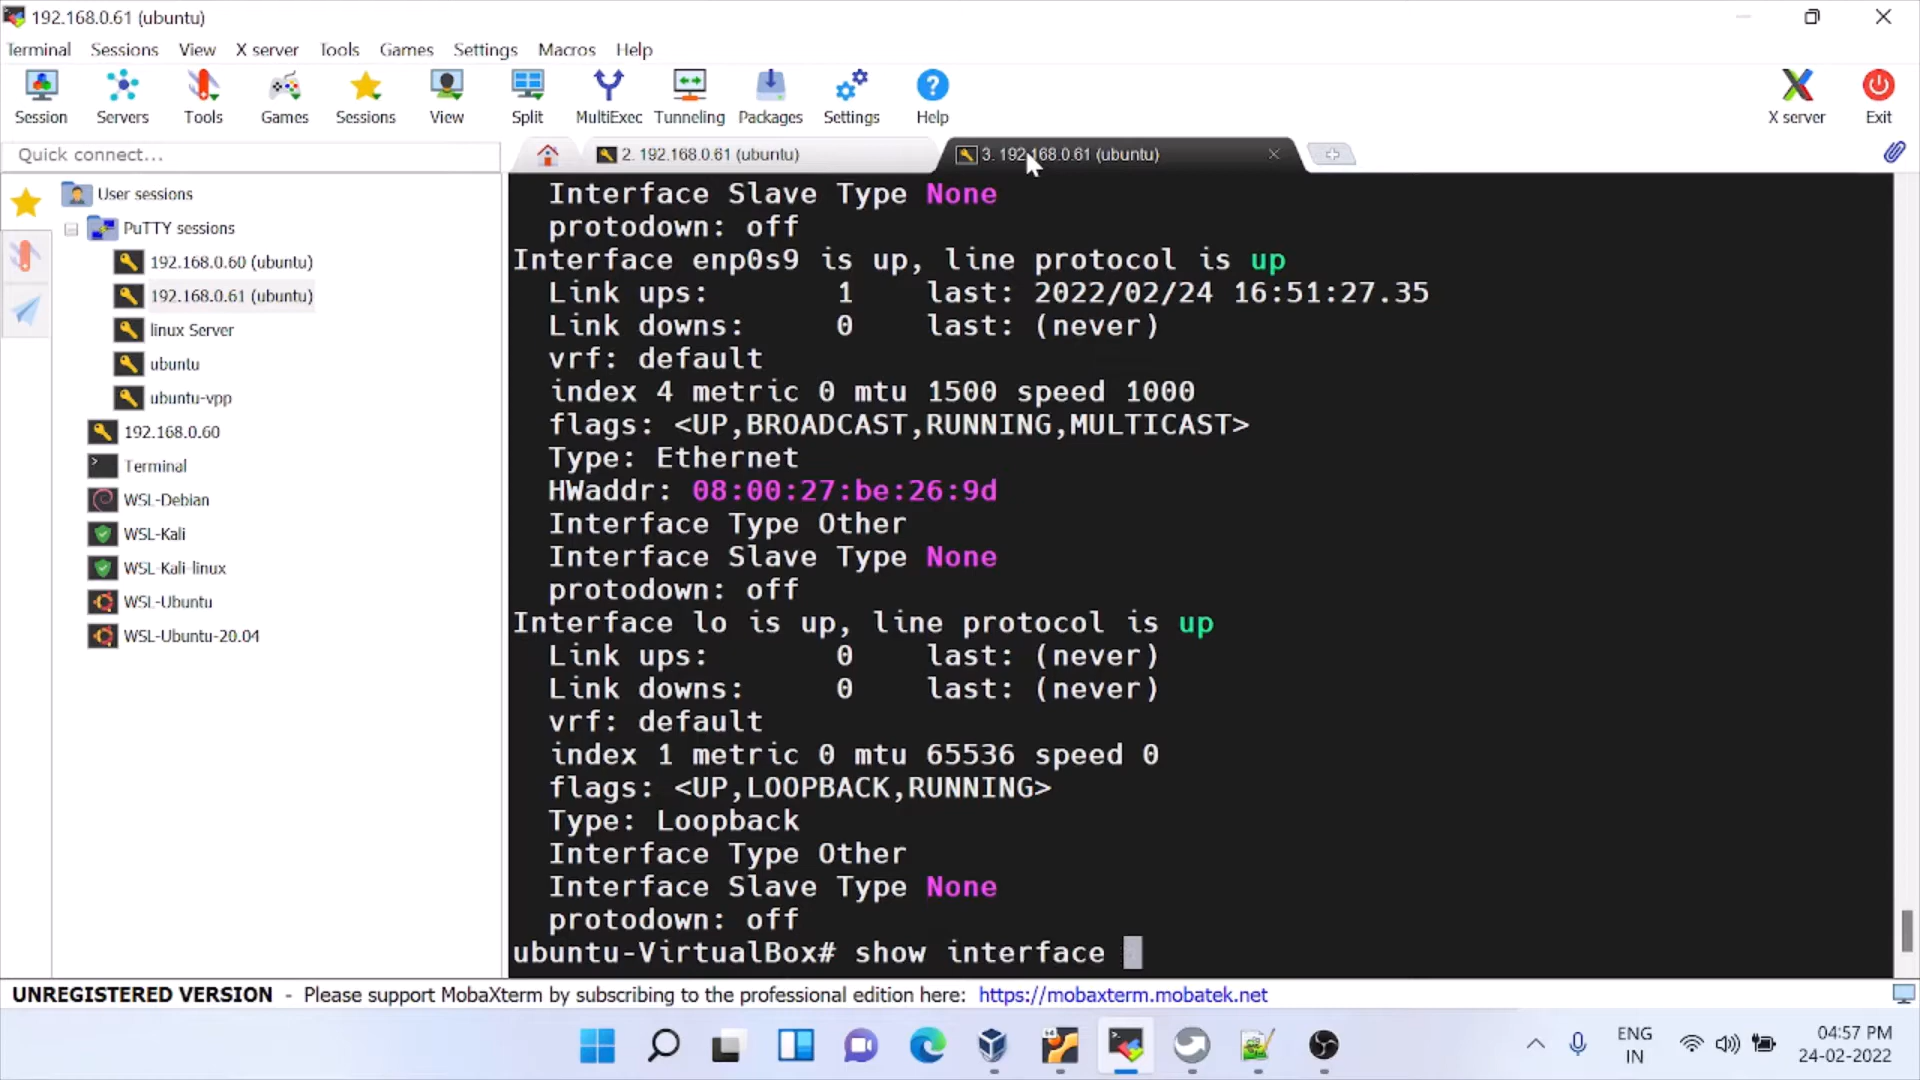 192.168.0.61 (ubuntu)
Terminal Sessions View X server Tools Games Settings Macros Help
Session Servers Tools Games Sessions View Split MultiExec Tunneling Packages Settings Help X server Exit
Quick connect...
2. 192.168.0.61 (ubuntu)
3. 192.168.0.61 (ubuntu)
User sessions
PuTTY sessions
192.168.0.60 (ubuntu)
192.168.0.61 (ubuntu)
linux Server
ubuntu
ubuntu-vpp
192.168.0.60
Terminal
WSL-Debian
WSL-Kali
WSL-Kali-linux
WSL-Ubuntu
WSL-Ubuntu-20.04
Interface Slave Type None
protodown: off
Interface enp0s9 is up, line protocol is up
Link ups: 1 last: 2022/02/24 16:51:27.35
Link downs: 0 last: (never)
vrf: default
index 4 metric 0 mtu 1500 speed 1000
flags: <UP,BROADCAST,RUNNING,MULTICAST>
Type: Ethernet
HWaddr: 08:00:27:be:26:9d
Interface Type Other
Interface Slave Type None
protodown: off
Interface lo is up, line protocol is up
Link ups: 0 last: (never)
Link downs: 0 last: (never)
vrf: default
index 1 metric 0 mtu 65536 speed 0
flags: <UP,LOOPBACK,RUNNING>
Type: Loopback
Interface Type Other
Interface Slave Type None
protodown: off
ubuntu-VirtualBox# show interface
UNREGISTERED VERSION - Please support MobaXterm by subscribing to the professional edition here: https://mobaxterm.mobatek.net
ENG
IN
04:57 PM
24-02-2022